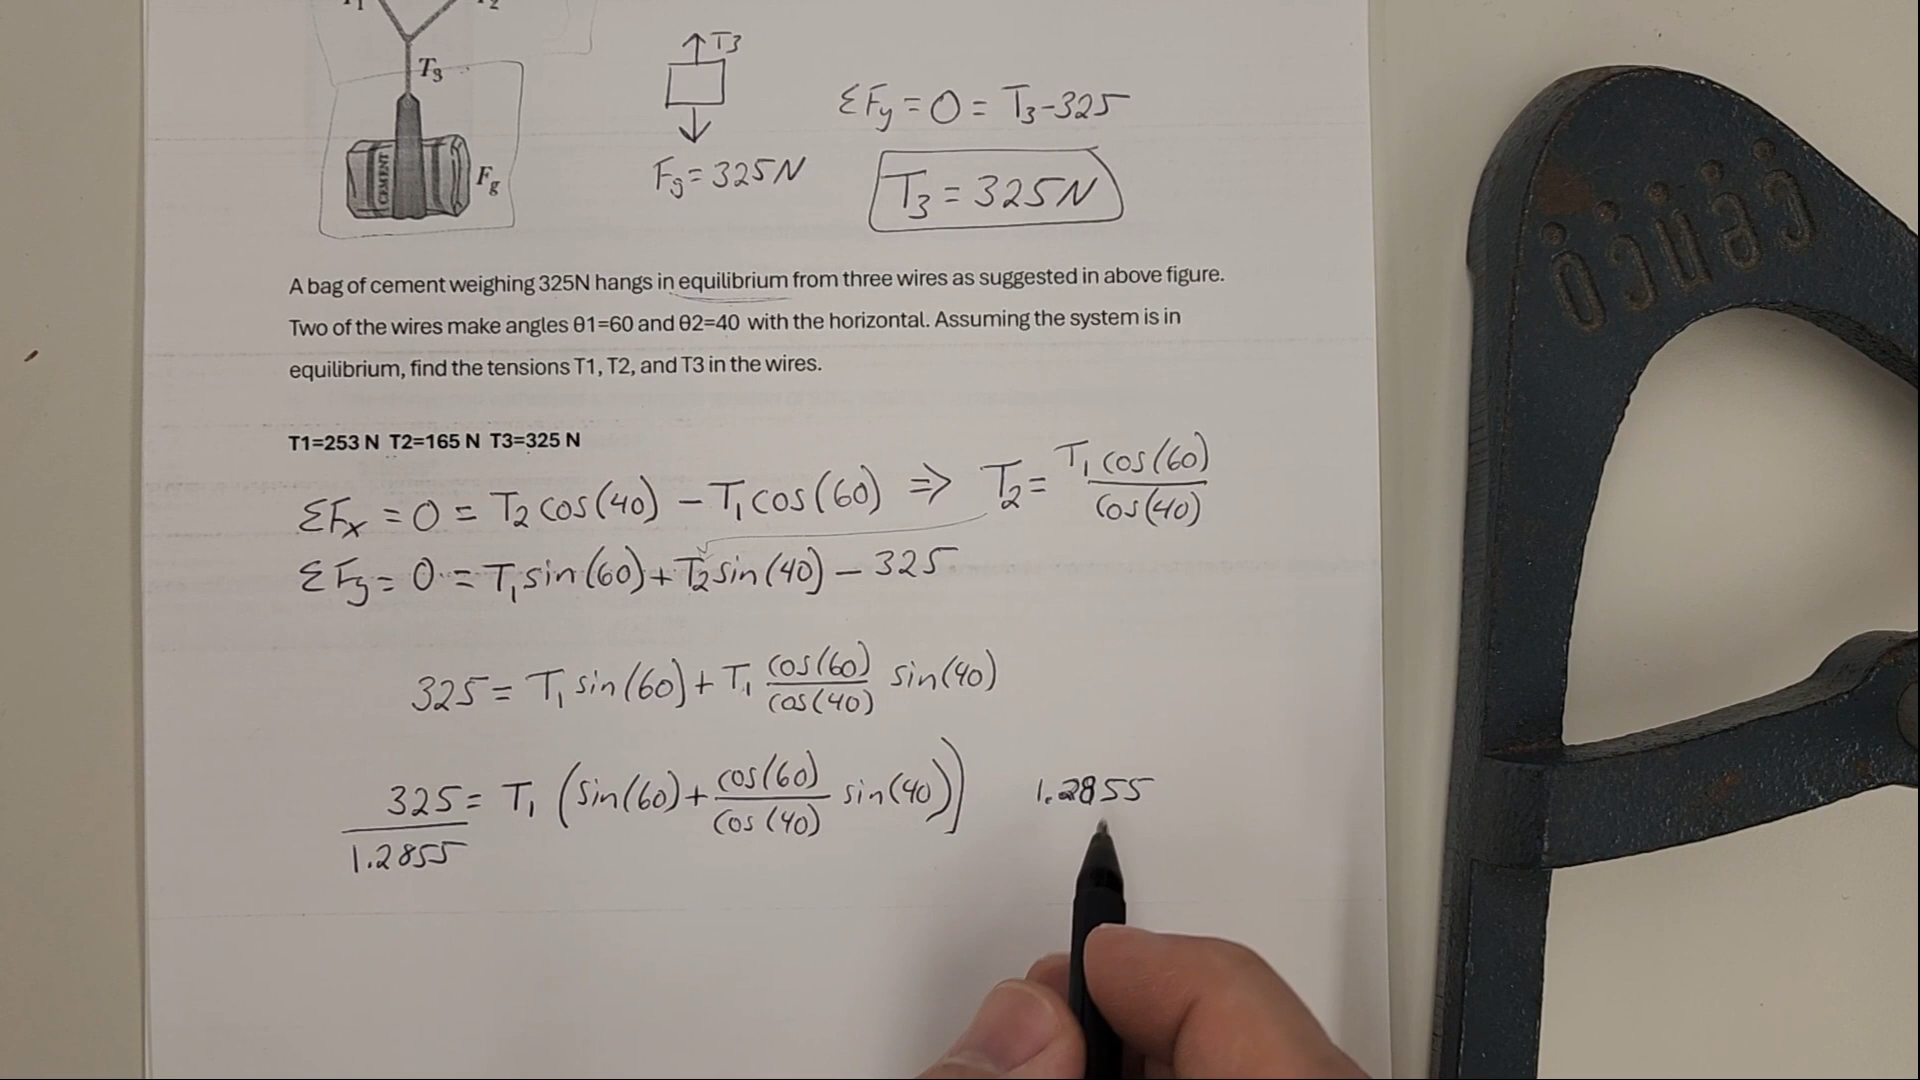 T1 T2
T3
CEMENT
Fg
↑T3
Fg = 325N
ΣFy = 0 = T3 - 325
T3 = 325N
A bag of cement weighing 325N hangs in equilibrium from three wires as suggested in above figure.
Two of the wires make angles θ1=60 and θ2=40 with the horizontal. Assuming the system is in
equilibrium, find the tensions T1, T2, and T3 in the wires.
T1=253 N T2=165 N T3=325 N
ΣFx = 0 = T2 cos(40) - T1 cos(60) ⇒ T2 = T1 cos(60) / cos(40)
ΣFy = 0 = T1 sin(60) + T2 sin(40) - 325
325 = T1 sin(60) + T1 cos(60) / cos(40) sin(40)
325 / 1.2855 = T1 (sin(60) + cos(60) / cos(40) sin(40)) 1.2855